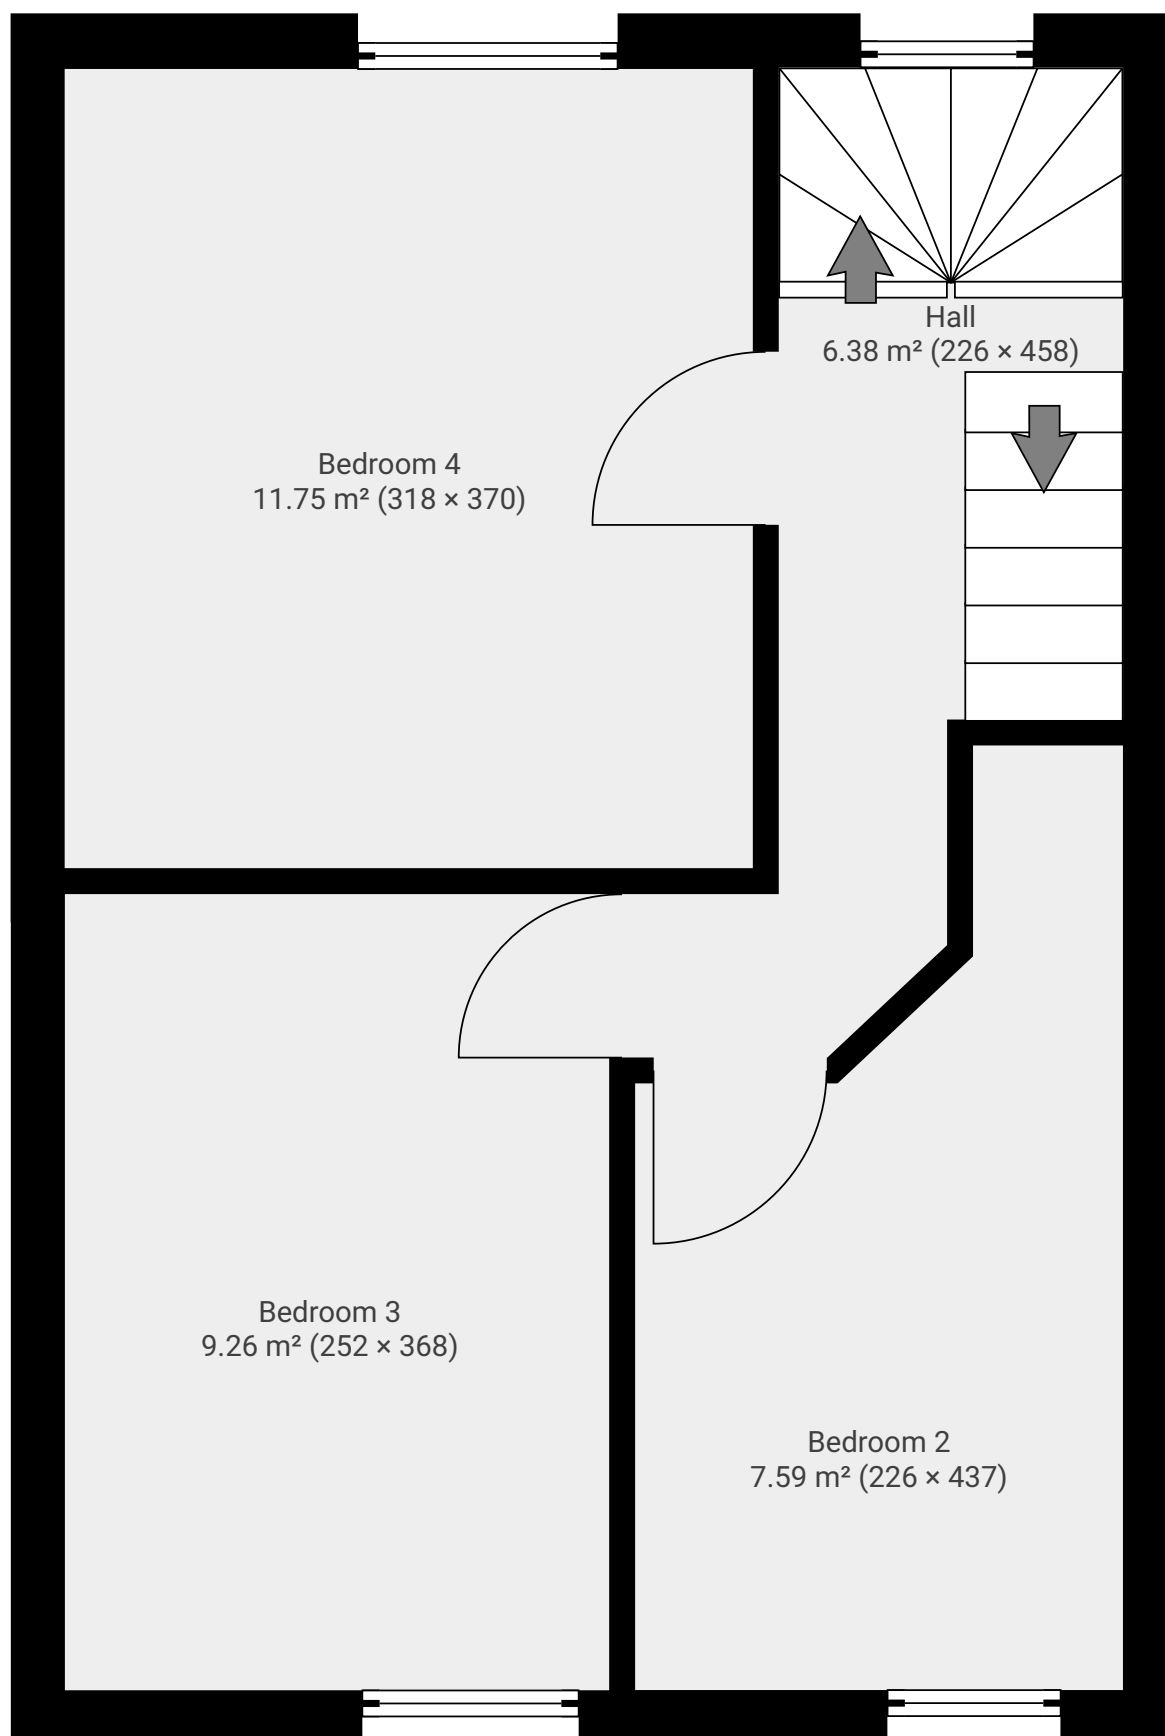 Hall
6.38 m² (226 × 458)
Bedroom 4
11.75 m² (318 × 370)
Bedroom 3
9.26 m² (252 × 368)
Bedroom 2
7.59 m² (226 × 437)